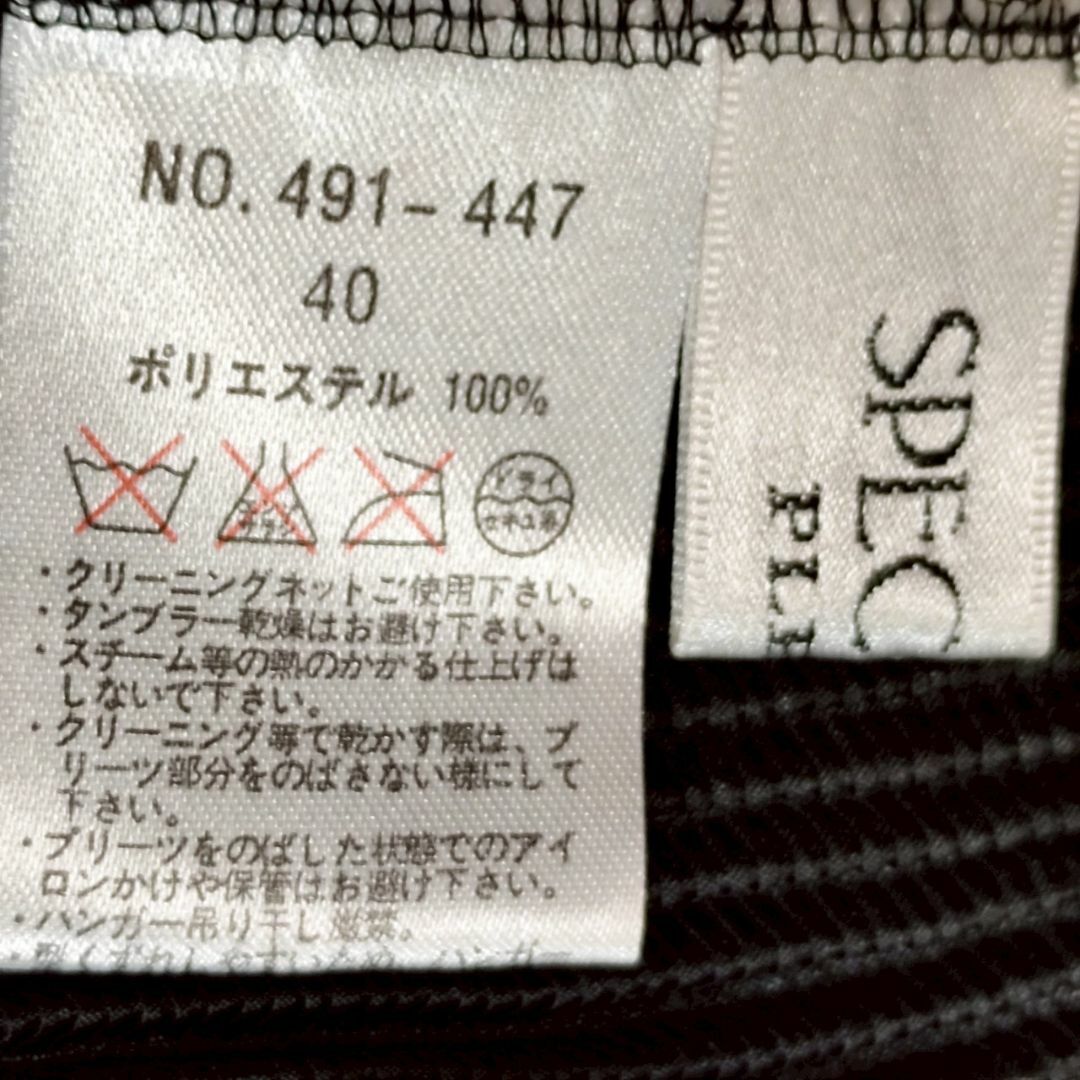 NO. 491-447
40
ポリエステル 100%
ドライ
セキユ系
・クリーニングネットご使用下さい。
・タンブラー乾燥はお避け下さい。
・スチーム等の熱のかかる仕上げは
しないで下さい。
・クリーニング等で乾かす際は、プ
リーツ部分をのばさない様にして
下さい。
・プリーツをのばした状態でのアイ
ロンかけや保管はお避け下さい。
・ハンガー吊り干し厳禁。
SPEC
PLE